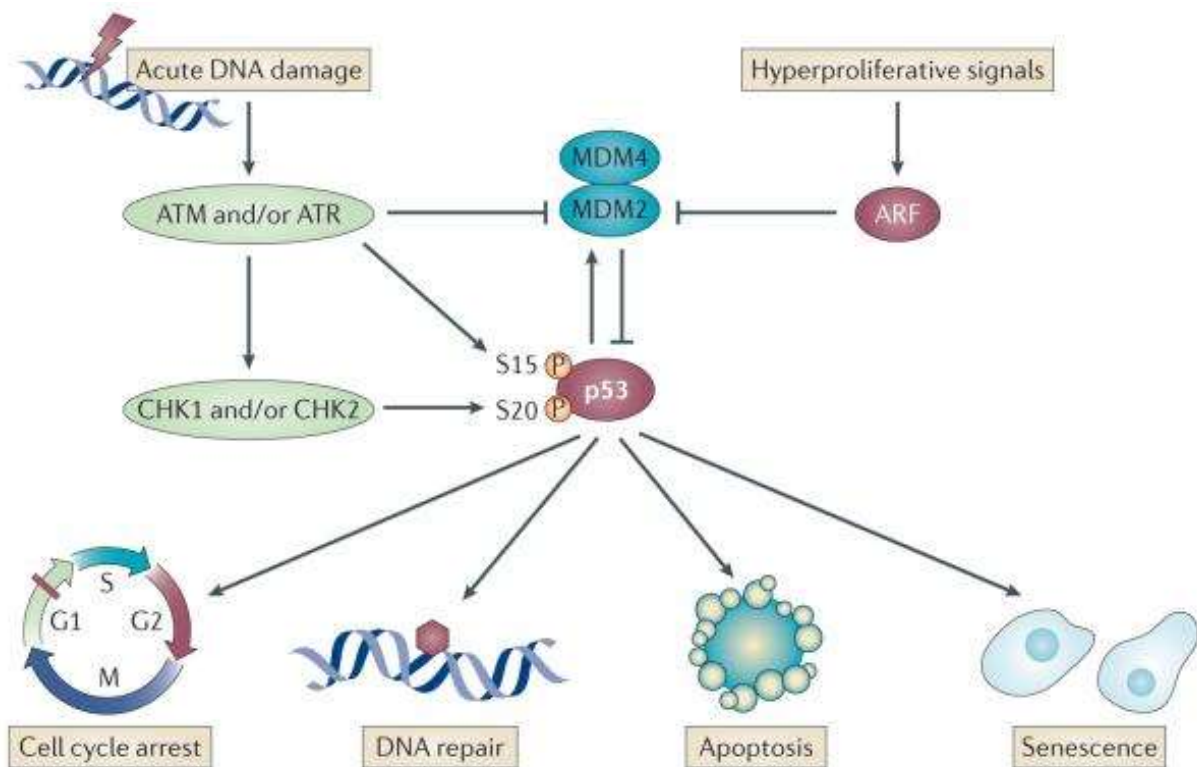 Acute DNA damage
Hyperproliferative signals
MDM4
ATM and/or ATR
MDM2
ARF
S15 P
p53
CHK1 and/or CHK2
S20 P
S
G1
G2
M
Cell cycle arrest
DNA repair
Apoptosis
Senescence